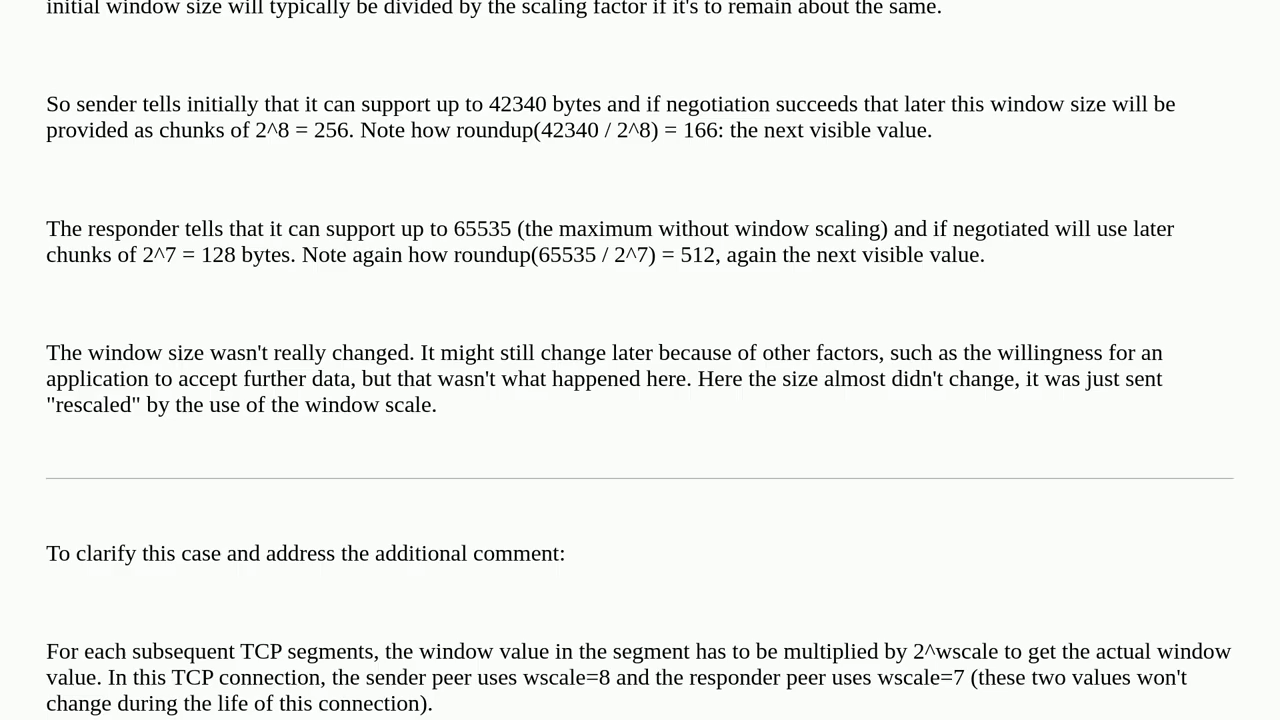 initial window size will typically be divided by the scaling factor if it's to remain about the same.
So sender tells initially that it can support up to 42340 bytes and if negotiation succeeds that later this window size will be
provided as chunks of 2^8 = 256. Note how roundup(42340 / 2^8) = 166: the next visible value.
The responder tells that it can support up to 65535 (the maximum without window scaling) and if negotiated will use later
chunks of 2^7 = 128 bytes. Note again how roundup(65535 / 2^7) = 512, again the next visible value.
The window size wasn't really changed. It might still change later because of other factors, such as the willingness for an
application to accept further data, but that wasn't what happened here. Here the size almost didn't change, it was just sent
"rescaled" by the use of the window scale.
To clarify this case and address the additional comment:
For each subsequent TCP segments, the window value in the segment has to be multiplied by 2^wscale to get the actual window
value. In this TCP connection, the sender peer uses wscale=8 and the responder peer uses wscale=7 (these two values won't
change during the life of this connection).